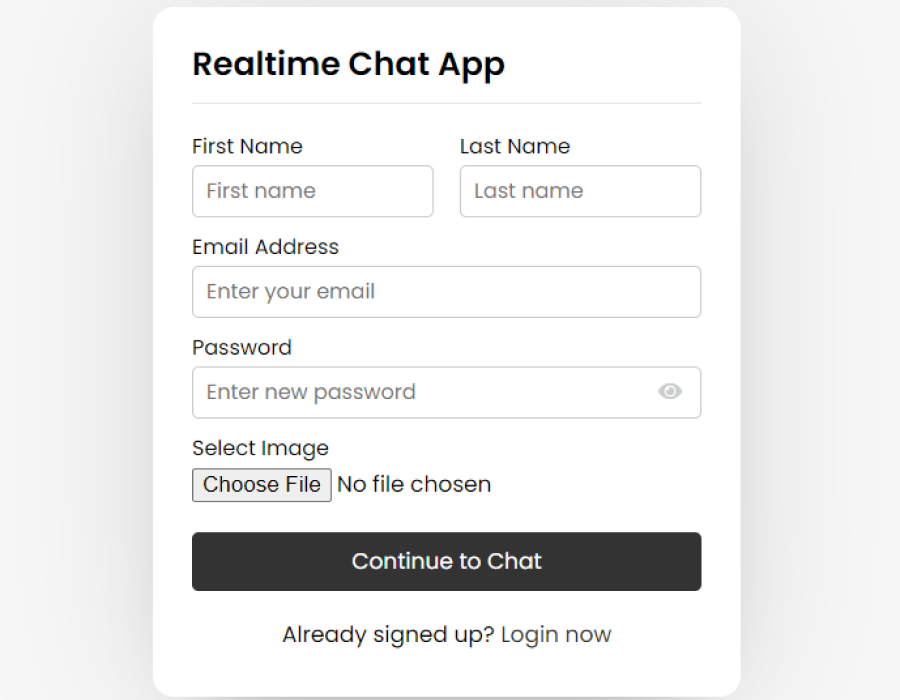 Realtime Chat App
First Name Last Name
First name Last name
Email Address
Enter your email
Password
Enter new password
Select Image
Choose File No file chosen
Continue to Chat
Already signed up? Login now